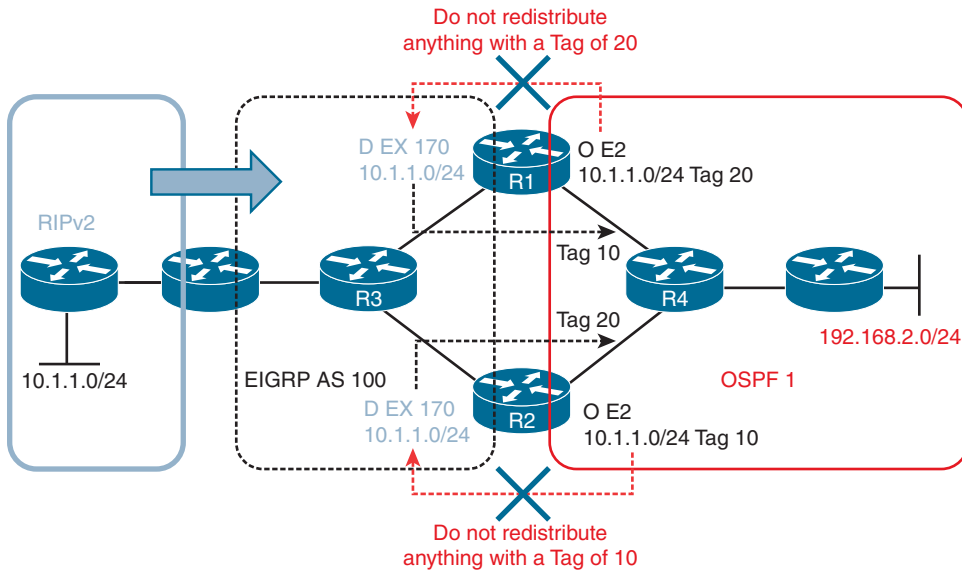 Do not redistribute
anything with a Tag of 20
D EX 170
10.1.1.0/24
R1
O E2
10.1.1.0/24 Tag 20
RIPv2
Tag 10
R3
R4
Tag 20
192.168.2.0/24
10.1.1.0/24
EIGRP AS 100
OSPF 1
D EX 170
10.1.1.0/24
R2
O E2
10.1.1.0/24 Tag 10
Do not redistribute
anything with a Tag of 10